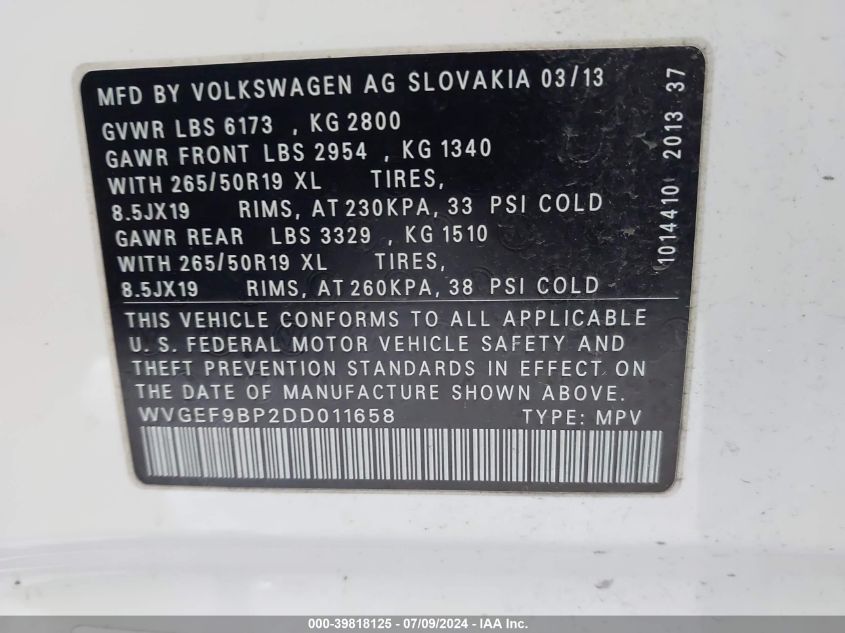 MFD BY VOLKSWAGEN AG SLOVAKIA 03/13
GVWR LBS 6173 , KG 2800
GAWR FRONT LBS 2954 , KG 1340
WITH 265/50R19 XL TIRES,
8.5JX19 RIMS, AT 230KPA, 33 PSI COLD
GAWR REAR LBS 3329 , KG 1510
WITH 265/50R19 XL TIRES,
8.5JX19 RIMS, AT 260KPA, 38 PSI COLD
THIS VEHICLE CONFORMS TO ALL APPLICABLE
U. S. FEDERAL MOTOR VEHICLE SAFETY AND
THEFT PREVENTION STANDARDS IN EFFECT ON
THE DATE OF MANUFACTURE SHOWN ABOVE.
WVGEF9BP2DD011658 TYPE: MPV
10144101 2013 37
000-39818125 - 07/09/2024 - IAA Inc.